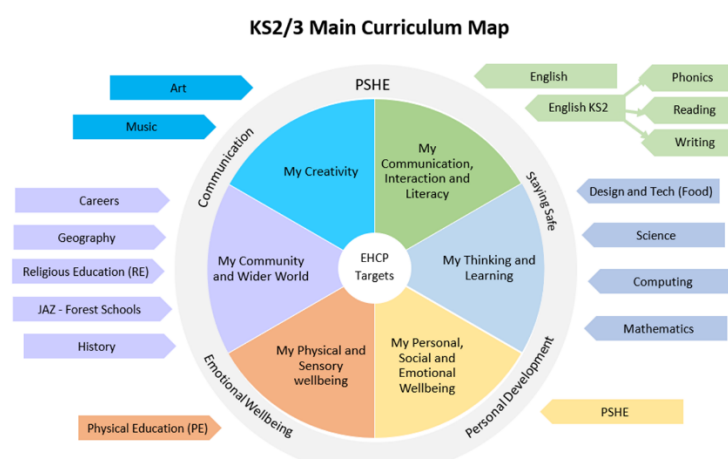 KS2/3 Main Curriculum Map
PSHE
Communication
Staying Safe
Personal Development
Emotional Wellbeing
Art
Music
Careers
Geography
Religious Education (RE)
JAZ - Forest Schools
History
Physical Education (PE)
My Creativity
My
Communication,
Interaction and
Literacy
My Community
and Wider World
EHCP
Targets
My Thinking and
Learning
My Physical and
Sensory
wellbeing
My Personal,
Social and
Emotional
Wellbeing
English
English KS2
Phonics
Reading
Writing
Design and Tech (Food)
Science
Computing
Mathematics
PSHE